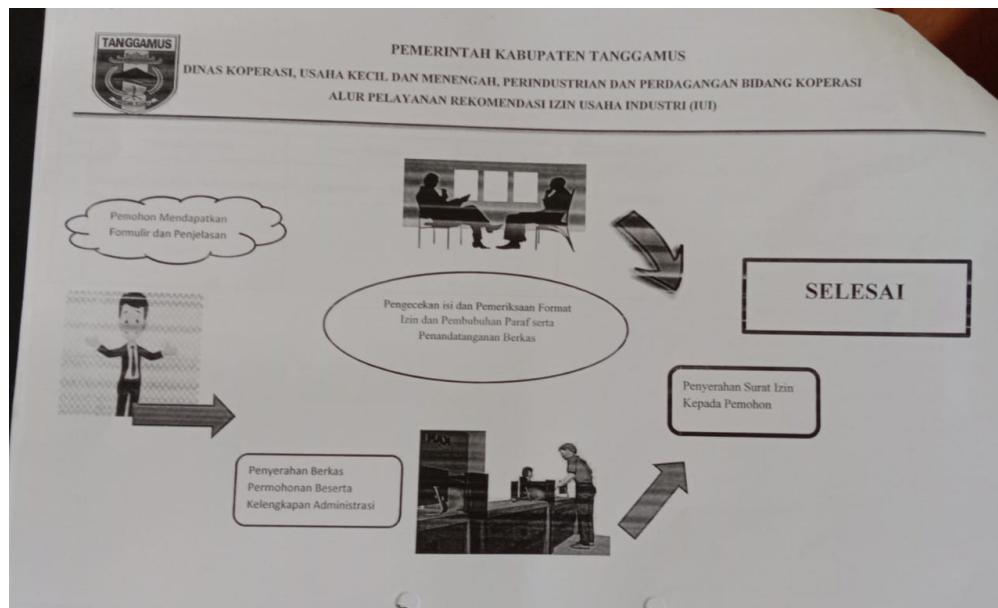 TANGGAMUS
PEMERINTAH KABUPATEN TANGGAMUS
DINAS KOPERASI, USAHA KECIL DAN MENENGAH, PERINDUSTRIAN DAN PERDAGANGAN BIDANG KOPERASI
ALUR PELAYANAN REKOMENDASI IZIN USAHA INDUSTRI (IUI)
Pemohon Mendapatkan
Formulir dan Penjelasan
Pengecekan isi dan Pemeriksaan Format
Izin dan Pembubuhan Paraf serta
Penandatanganan Berkas
SELESAI
Penyerahan Surat Izin
Kepada Pemohon
Penyerahan Berkas
Permohonan Beserta
Kelengkapan Administrasi